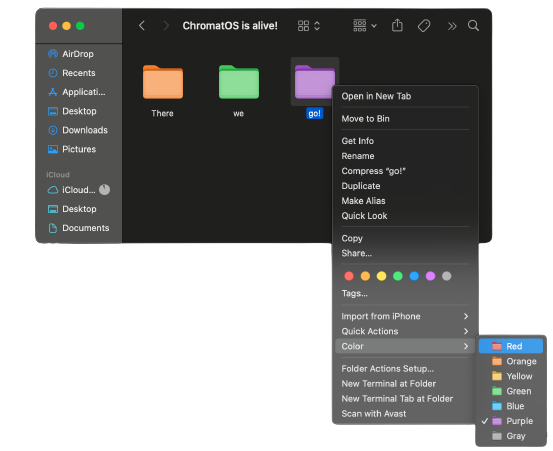 ChromatOS is alive!
AirDrop
Recents
Applicati...
Desktop
Downloads
Pictures
iCloud
iCloud...
Desktop
Documents
There
we
go!
Open in New Tab
Move to Bin
Get Info
Rename
Compress “go!”
Duplicate
Make Alias
Quick Look
Copy
Share...
Tags...
Import from iPhone
Quick Actions
Color
Folder Actions Setup...
New Terminal at Folder
New Terminal Tab at Folder
Scan with Avast
Red
Orange
Yellow
Green
Blue
Purple
Gray